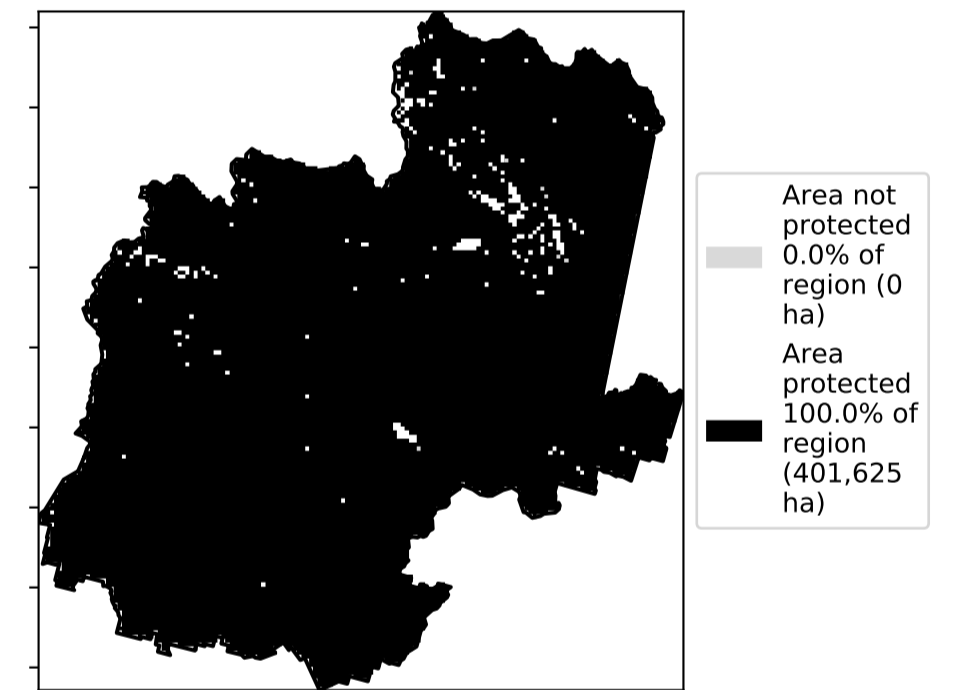 Area not
protected
0.0% of
region (0
ha)
Area
protected
100.0% of
region
(401,625
ha)